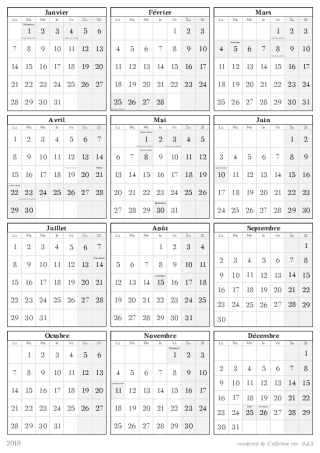 Janvier
Lu Ma Me Je Ve Sa Di
1 2 3 4 5 6
7 8 9 10 11 12 13
14 15 16 17 18 19 20
21 22 23 24 25 26 27
28 29 30 31
Février
Lu Ma Me Je Ve Sa Di
1 2 3
4 5 6 7 8 9 10
11 12 13 14 15 16 17
18 19 20 21 22 23 24
25 26 27 28
Mars
Lu Ma Me Je Ve Sa Di
1 2 3
4 5 6 7 8 9 10
11 12 13 14 15 16 17
18 19 20 21 22 23 24
25 26 27 28 29 30 31
Avril
Lu Ma Me Je Ve Sa Di
1 2 3 4 5 6 7
8 9 10 11 12 13 14
15 16 17 18 19 20 21
22 23 24 25 26 27 28
29 30
Mai
Lu Ma Me Je Ve Sa Di
1 2 3 4 5
6 7 8 9 10 11 12
13 14 15 16 17 18 19
20 21 22 23 24 25 26
27 28 29 30 31
Juin
Lu Ma Me Je Ve Sa Di
1 2
3 4 5 6 7 8 9
10 11 12 13 14 15 16
17 18 19 20 21 22 23
24 25 26 27 28 29 30
Juillet
Lu Ma Me Je Ve Sa Di
1 2 3 4 5 6 7
8 9 10 11 12 13 14
15 16 17 18 19 20 21
22 23 24 25 26 27 28
29 30 31
Août
Lu Ma Me Je Ve Sa Di
1 2 3 4
5 6 7 8 9 10 11
12 13 14 15 16 17 18
19 20 21 22 23 24 25
26 27 28 29 30 31
Septembre
Lu Ma Me Je Ve Sa Di
1
2 3 4 5 6 7 8
9 10 11 12 13 14 15
16 17 18 19 20 21 22
23 24 25 26 27 28 29
30
Octobre
Lu Ma Me Je Ve Sa Di
1 2 3 4 5 6
7 8 9 10 11 12 13
14 15 16 17 18 19 20
21 22 23 24 25 26 27
28 29 30 31
Novembre
Lu Ma Me Je Ve Sa Di
1 2 3
4 5 6 7 8 9 10
11 12 13 14 15 16 17
18 19 20 21 22 23 24
25 26 27 28 29 30
Décembre
Lu Ma Me Je Ve Sa Di
1
2 3 4 5 6 7 8
9 10 11 12 13 14 15
16 17 18 19 20 21 22
23 24 25 26 27 28 29
30 31
2019
rendered by Callirhoe ver. 0.4.3